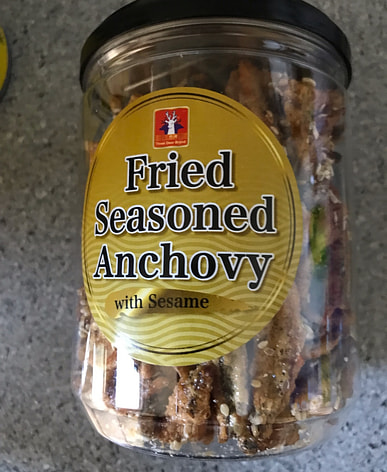 Fried
Seasoned
Anchovy
with Sesame